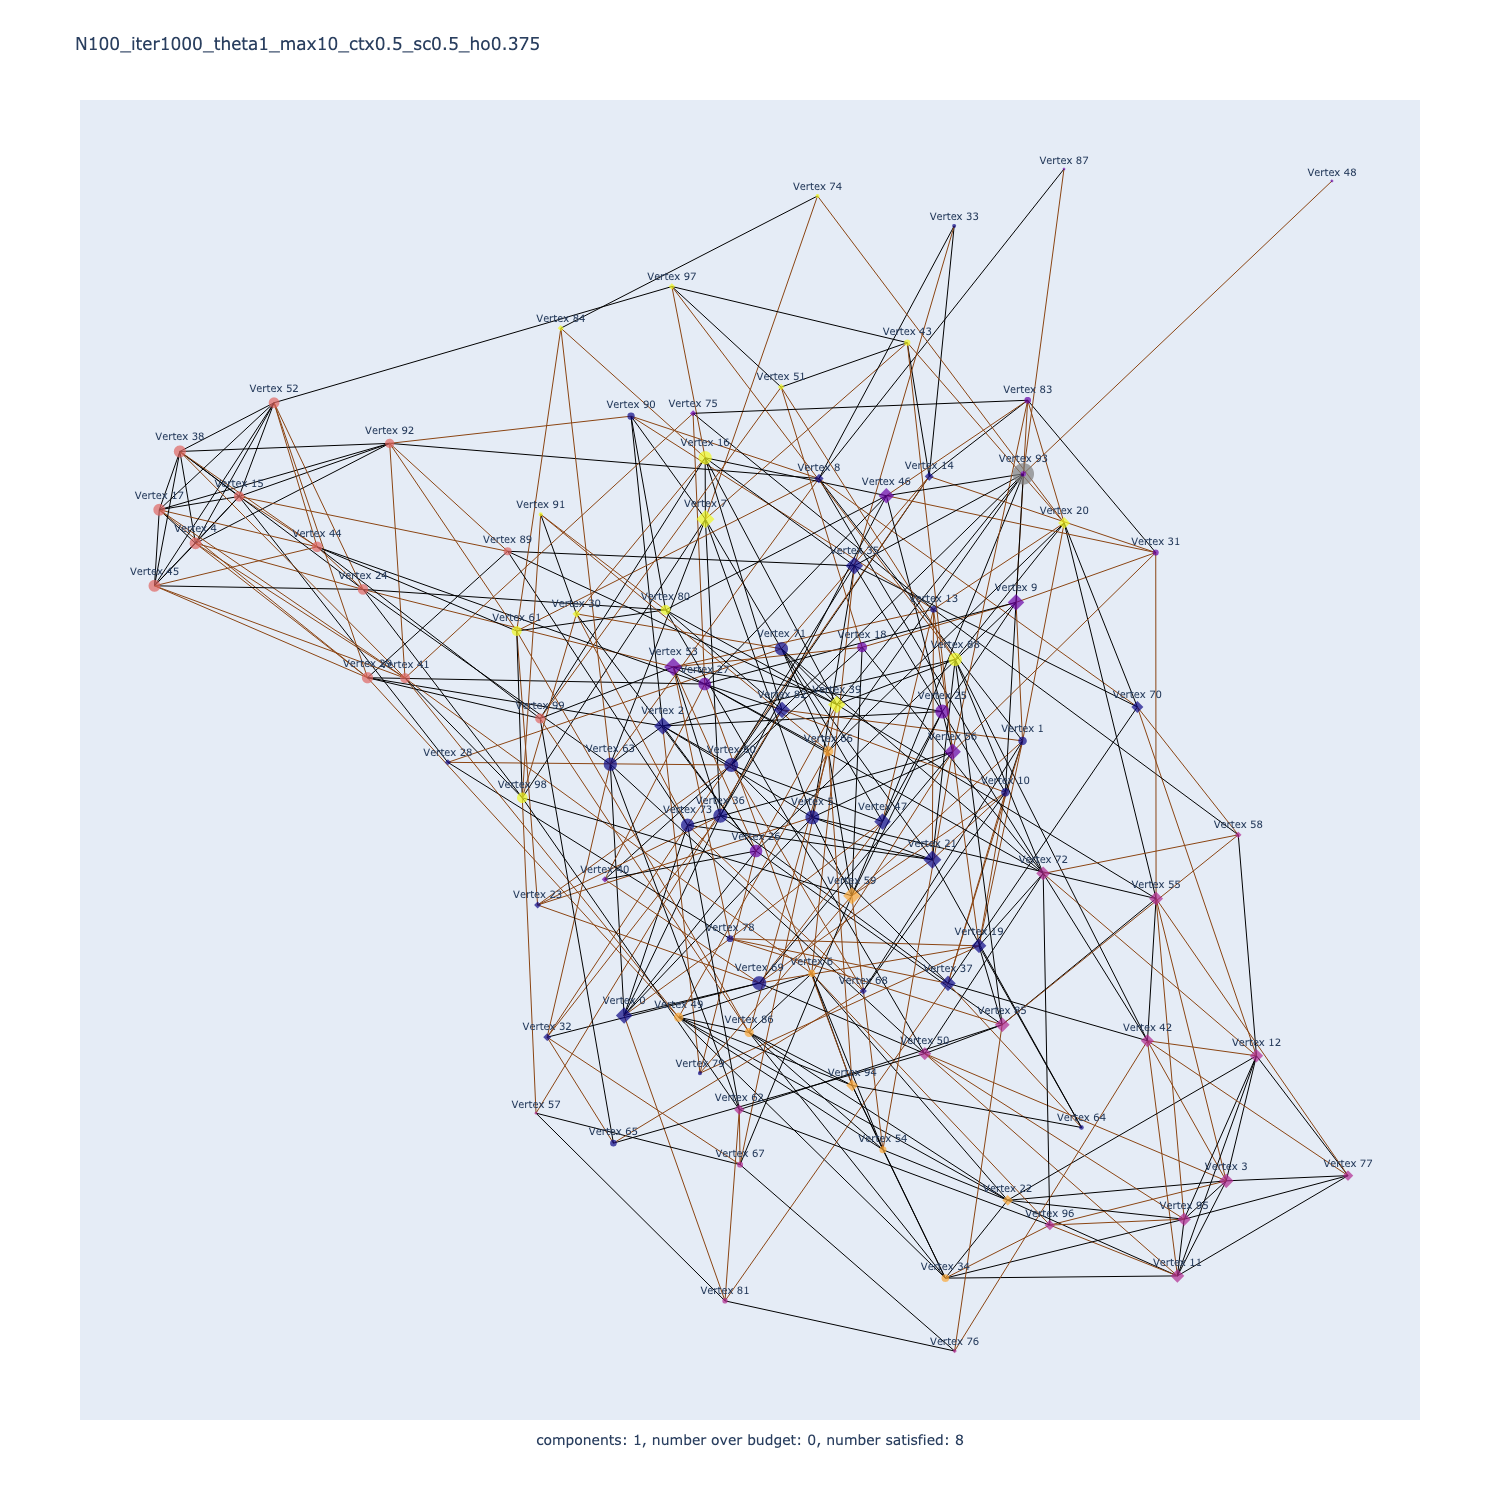 N100_iter1000_theta1_max10_ctx0.5_sc0.5_ho0.375
Vertex 87
Vertex 48
Vertex 74
Vertex 33
Vertex 97
Vertex 84
Vertex 43
Vertex 51
Vertex 52
Vertex 83
Vertex 90
Vertex 75
Vertex 38
Vertex 92
Vertex 16
Vertex 93
Vertex 8
Vertex 14
Vertex 15
Vertex 46
Vertex 17
Vertex 91
Vertex 7
Vertex 20
Vertex 4
Vertex 44
Vertex 89
Vertex 31
Vertex 35
Vertex 45
Vertex 24
Vertex 9
Vertex 30
Vertex 80
Vertex 13
Vertex 61
Vertex 71
Vertex 18
Vertex 53
Vertex 27
Vertex 41
Vertex 39
Vertex 25
Vertex 70
Vertex 99
Vertex 2
Vertex 1
Vertex 28
Vertex 63
Vertex 10
Vertex 98
Vertex 36
Vertex 73
Vertex 5
Vertex 47
Vertex 58
Vertex 26
Vertex 21
Vertex 72
Vertex 40
Vertex 59
Vertex 55
Vertex 23
Vertex 78
Vertex 19
Vertex 6
Vertex 69
Vertex 37
Vertex 68
Vertex 0
Vertex 49
Vertex 32
Vertex 86
Vertex 85
Vertex 42
Vertex 12
Vertex 50
Vertex 79
Vertex 94
Vertex 62
Vertex 57
Vertex 64
Vertex 65
Vertex 54
Vertex 67
Vertex 3
Vertex 77
Vertex 22
Vertex 95
Vertex 96
Vertex 11
Vertex 34
Vertex 81
Vertex 76
components: 1, number over budget: 0, number satisfied: 8